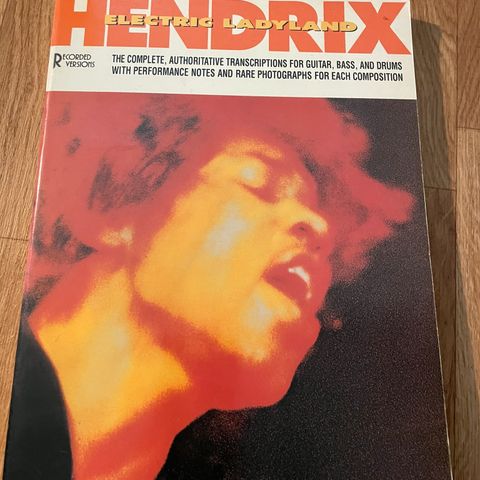 HENDRIX
ELECTRIC LADYLAND
RECORDED VERSIONS
THE COMPLETE, AUTHORITATIVE TRANSCRIPTIONS FOR GUITAR, BASS, AND DRUMS
WITH PERFORMANCE NOTES AND RARE PHOTOGRAPHS FOR EACH COMPOSITION